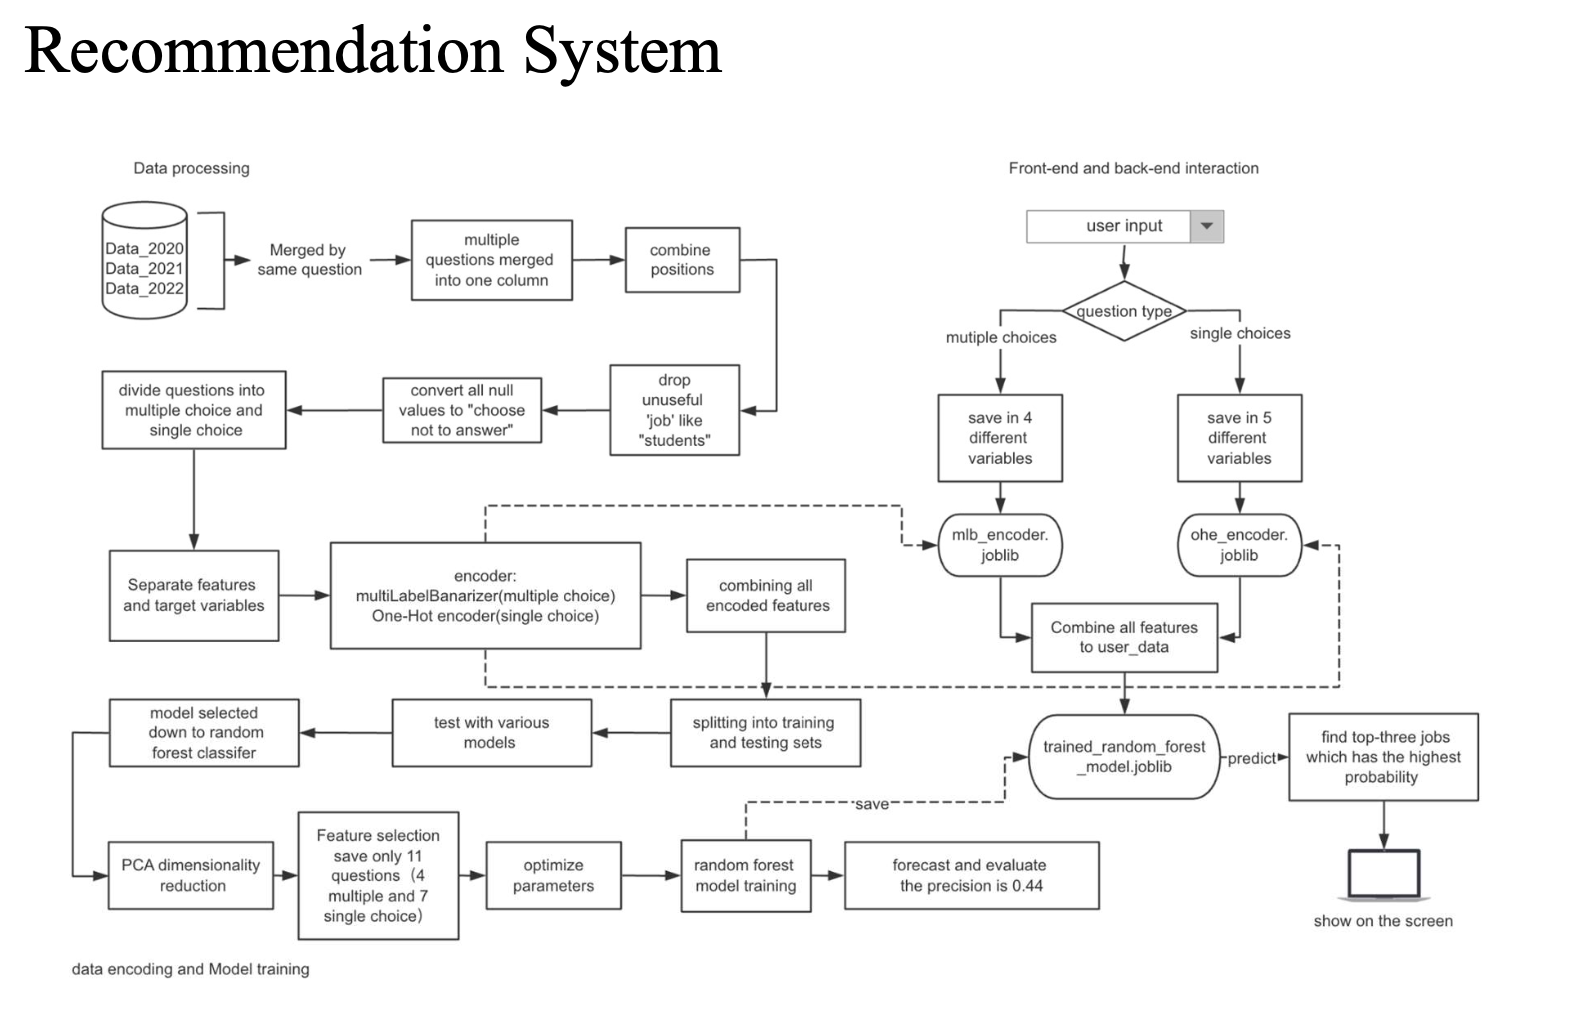 Recommendation System
Data processing
Data_2020
Data_2021
Data_2022
Merged by
same question
multiple
questions merged
into one column
combine
positions
drop
unuseful
'job' like
"students"
convert all null
values to "choose
not to answer"
divide questions into
multiple choice and
single choice
Separate features
and target variables
encoder:
multiLabelBanarizer(multiple choice)
One-Hot encoder(single choice)
combining all
encoded features
splitting into training
and testing sets
test with various
models
model selected
down to random
forest classifer
PCA dimensionality
reduction
Feature selection
save only 11
questions（4
multiple and 7
single choice）
optimize
parameters
random forest
model training
save
forecast and evaluate
the precision is 0.44
data encoding and Model training
Front-end and back-end interaction
user input
question type
mutiple choices
single choices
save in 4
different
variables
save in 5
different
variables
mlb_encoder.
joblib
ohe_encoder.
joblib
Combine all features
to user_data
trained_random_forest
_model.joblib
predict
find top-three jobs
which has the highest
probability
show on the screen